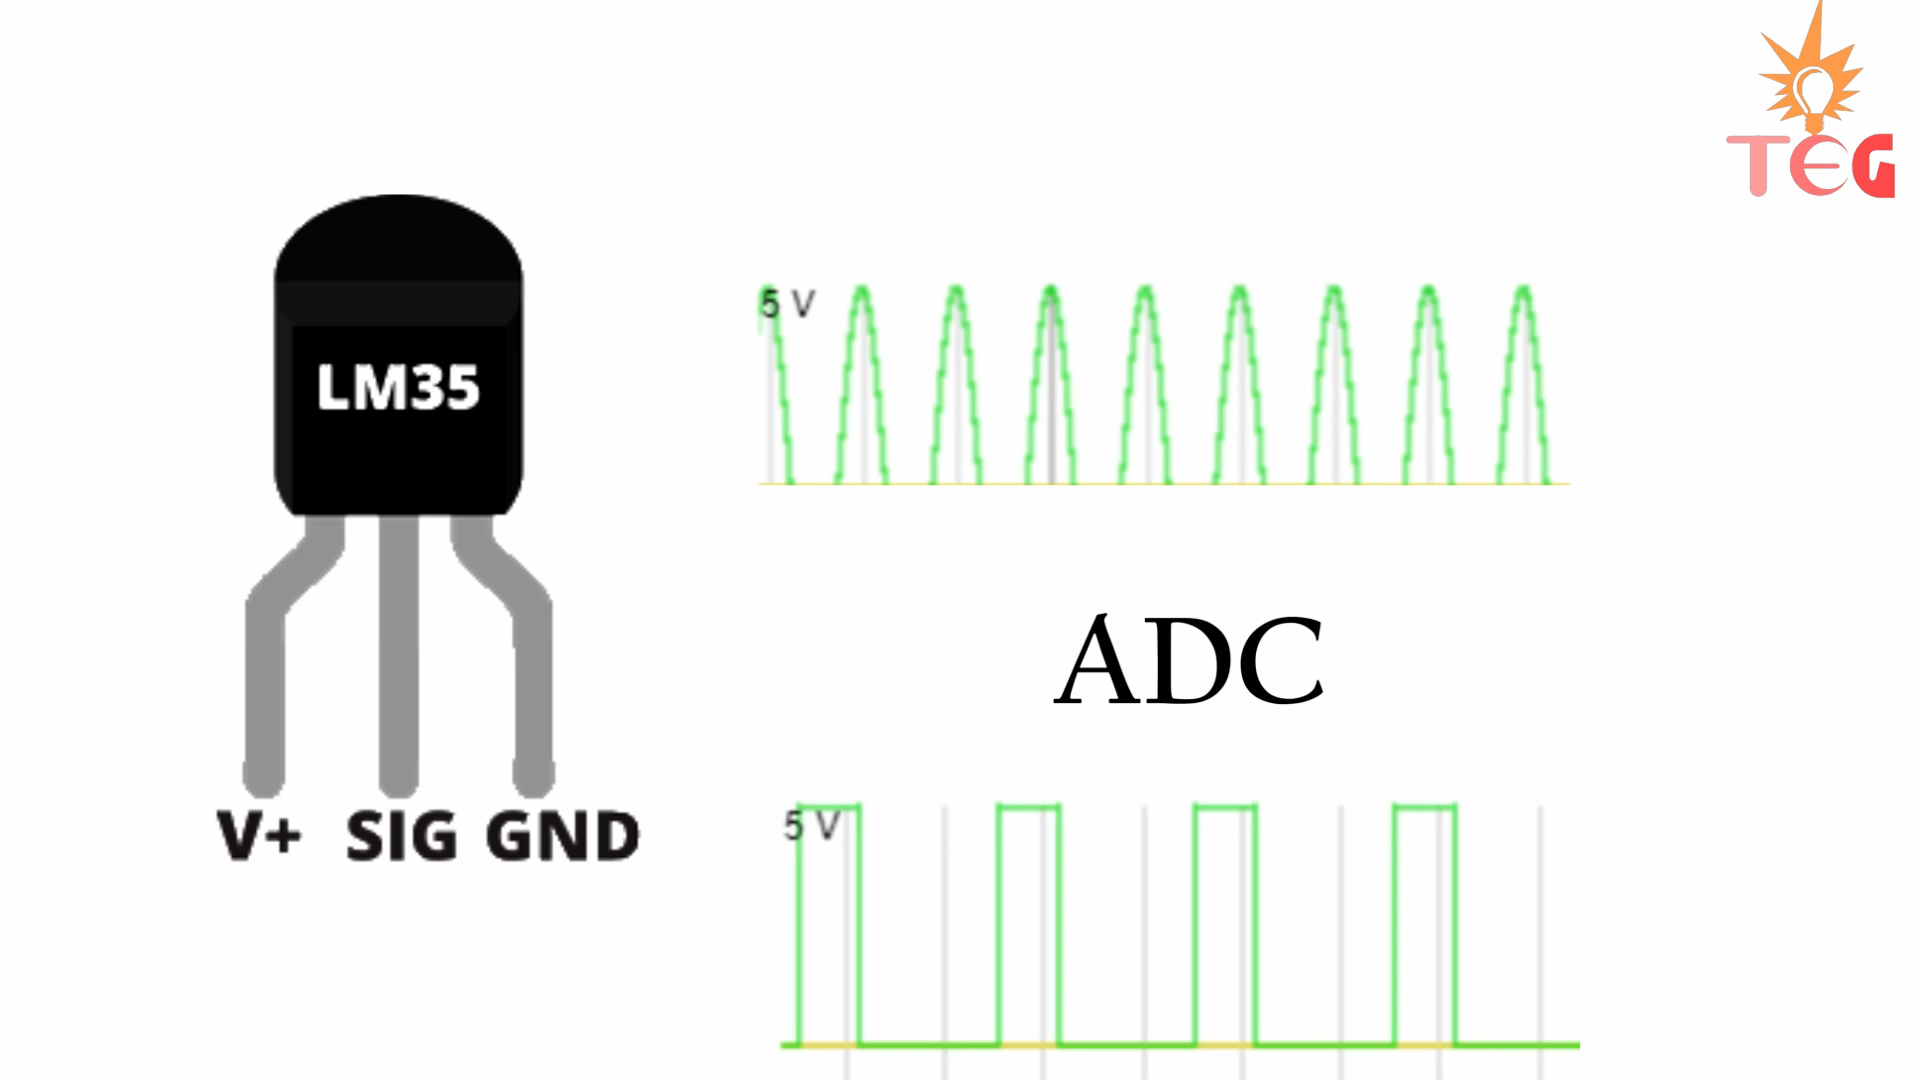 TEG
LM35
5 V
ADC
5 V
V+ SIG GND